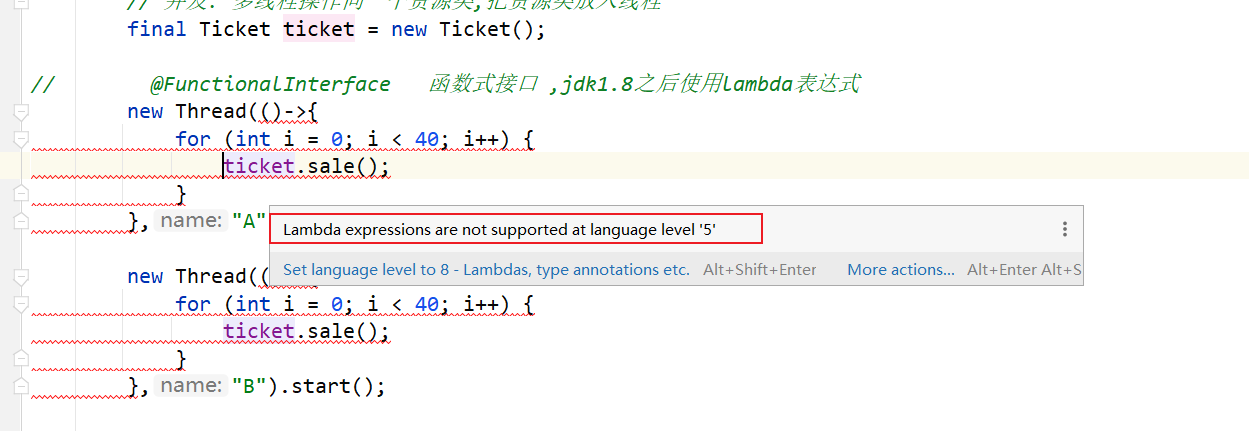 // 并发: 多线程操作同一个资源类,把资源类放入线程
final Ticket ticket = new Ticket();
// @FunctionalInterface 函数式接口 ,jdk1.8之后使用lambda表达式
new Thread(()->{
for (int i = 0; i < 40; i++) {
ticket.sale();
}
}, name: "A"
Lambda expressions are not supported at language level '5'
Set language level to 8 - Lambdas, type annotations etc. Alt+Shift+Enter More actions... Alt+Enter Alt+S
new Thread((
for (int i = 0; i < 40; i++) {
ticket.sale();
}
}, name: "B").start();